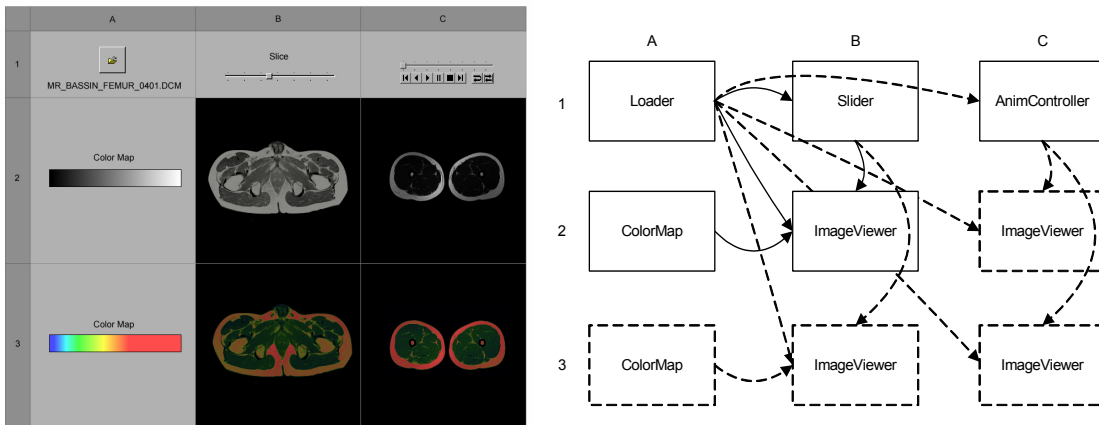 A B C
1 Slice
MR_BASSIN_FEMUR_0401.DCM
2 Color Map
3 Color Map
A B C
1 Loader Slider AnimController
2 ColorMap ImageViewer ImageViewer
3 ColorMap ImageViewer ImageViewer